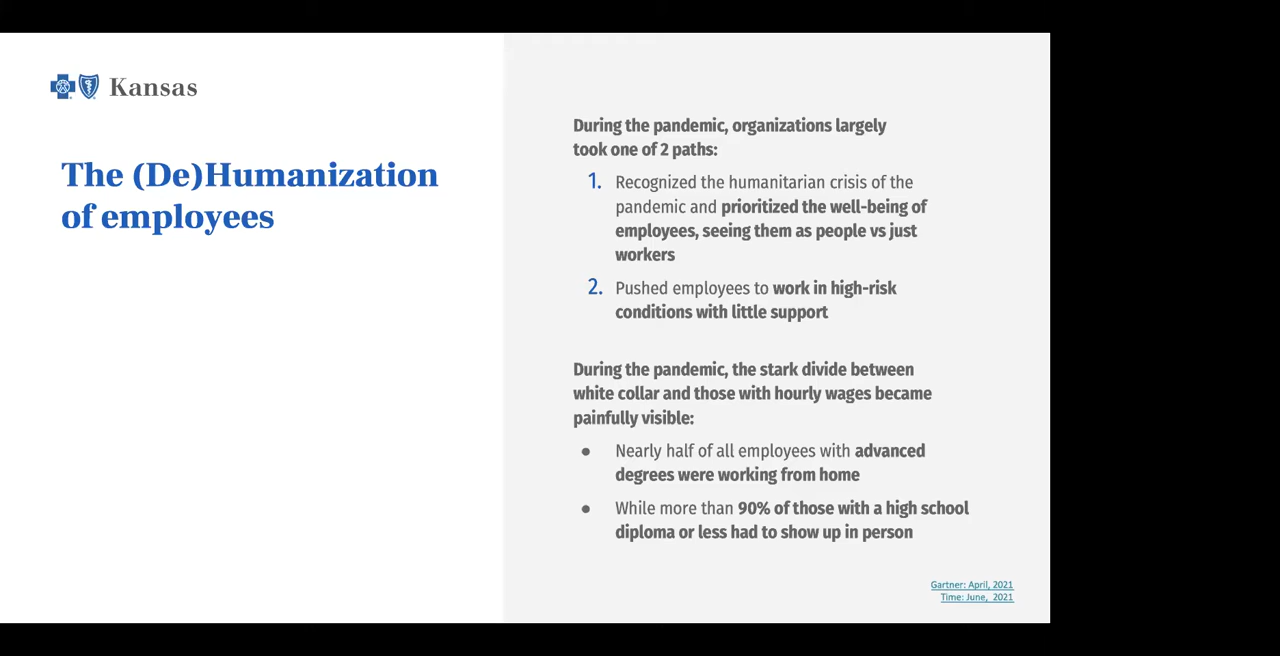 Kansas
The (De)Humanization
of employees
During the pandemic, organizations largely
took one of 2 paths:
1. Recognized the humanitarian crisis of the
pandemic and prioritized the well-being of
employees, seeing them as people vs just
workers
2. Pushed employees to work in high-risk
conditions with little support
During the pandemic, the stark divide between
white collar and those with hourly wages became
painfully visible:
● Nearly half of all employees with advanced
degrees were working from home
● While more than 90% of those with a high school
diploma or less had to show up in person
Gartner: April, 2021
Time: June, 2021